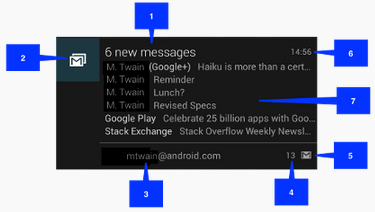 1
6 new messages 14:56 6
2
M. Twain (Google+) Haiku is more than a cert...
M. Twain Reminder
M. Twain Lunch?
M. Twain Revised Specs 7
Google Play Celebrate 25 billion apps with Goo...
Stack Exchange Stack Overflow Weekly Newsl...
mtwain@android.com 13 5
3 4